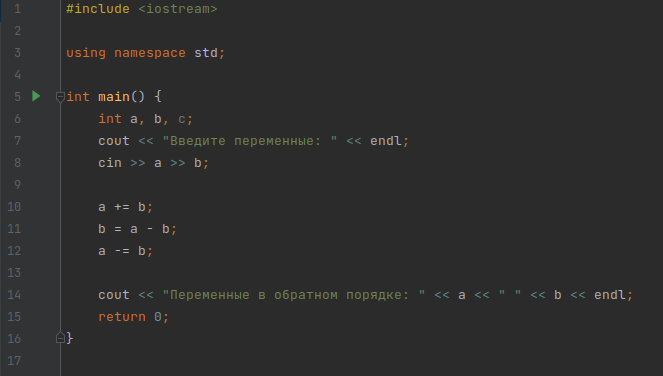 1 #include <iostream>
2
3 using namespace std;
4
5 int main() {
6 int a, b, c;
7 cout << "Введите переменные: " << endl;
8 cin >> a >> b;
9
10 a += b;
11 b = a - b;
12 a -= b;
13
14 cout << "Переменные в обратном порядке: " << a << " " << b << endl;
15 return 0;
16 }
17